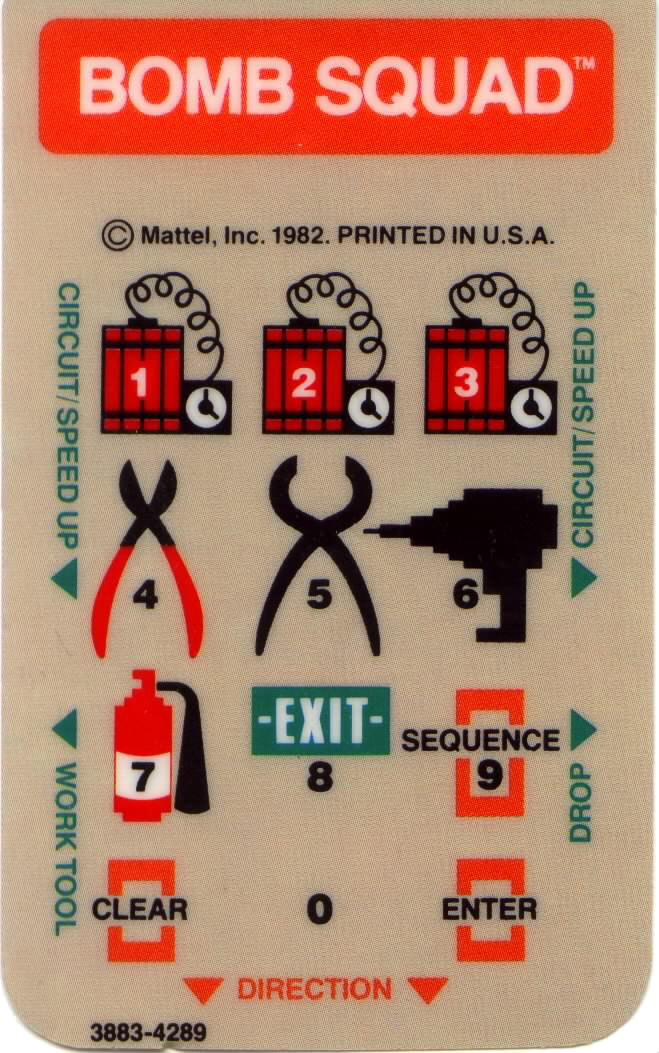 BOMB SQUAD™
© Mattel, Inc. 1982. PRINTED IN U.S.A.
CIRCUIT/SPEED UP
CIRCUIT/SPEED UP
1 2 3
4 5 6
-EXIT-
SEQUENCE
7 8 9
WORK TOOL
DROP
CLEAR 0 ENTER
DIRECTION
3883-4289